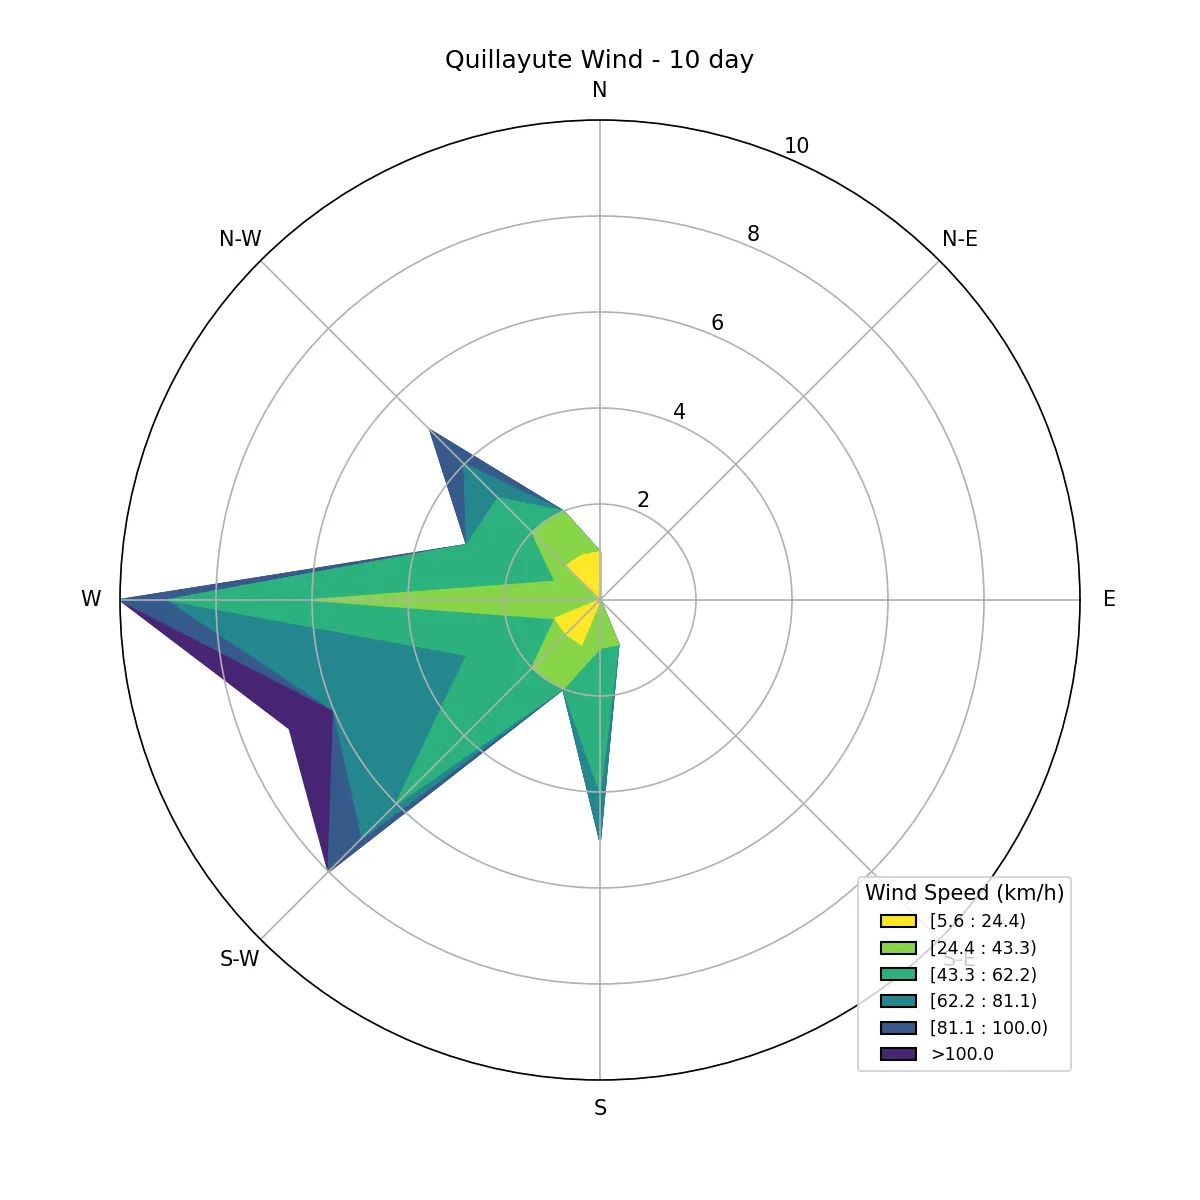 Quillayute Wind - 10 day
N
10
N-W
N-E
8
6
4
2
W
E
Wind Speed (km/h)
[5.6 : 24.4)
[24.4 : 43.3)
S-W
S-E
[43.3 : 62.2)
[62.2 : 81.1)
[81.1 : 100.0)
>100.0
S